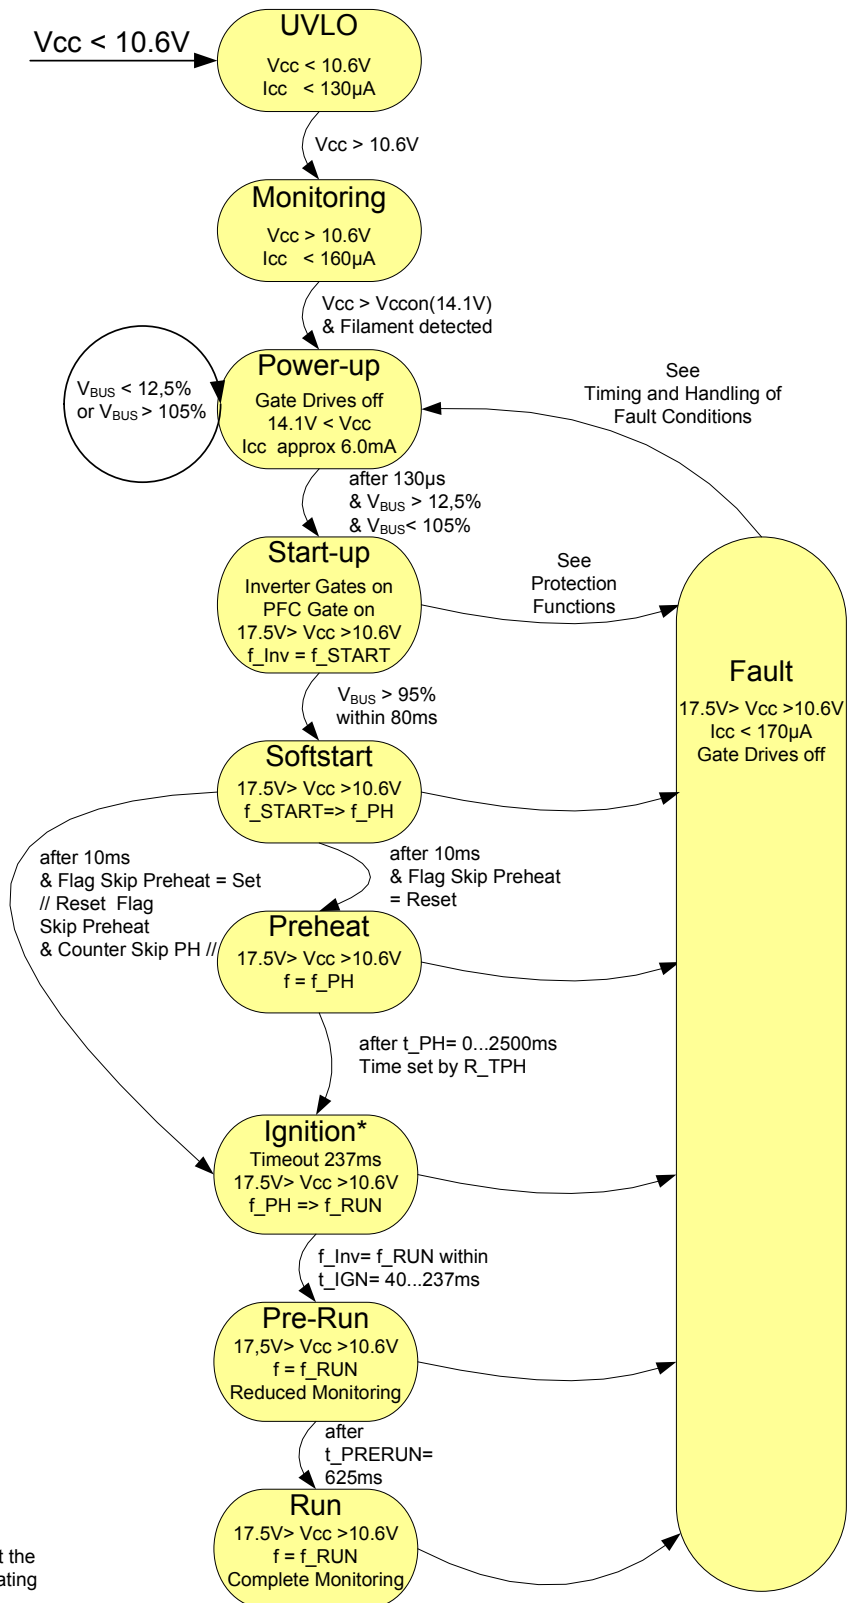 Vcc < 10.6V
UVLO
Vcc < 10.6V
Icc < 130µA
Vcc > 10.6V
Monitoring
Vcc > 10.6V
Icc < 160µA
Vcc > Vccon(14.1V)
& Filament detected
V_BUS < 12,5%
or V_BUS > 105%
Power-up
Gate Drives off
14.1V < Vcc
Icc approx 6.0mA
See
Timing and Handling of
Fault Conditions
after 130µs
& V_BUS > 12,5%
& V_BUS< 105%
Start-up
Inverter Gates on
PFC Gate on
17.5V> Vcc >10.6V
f_Inv = f_START
See
Protection
Functions
Fault
17.5V> Vcc >10.6V
Icc < 170µA
Gate Drives off
V_BUS > 95%
within 80ms
Softstart
17.5V> Vcc >10.6V
f_START=> f_PH
after 10ms
& Flag Skip Preheat = Set
// Reset Flag
Skip Preheat
& Counter Skip PH //
after 10ms
& Flag Skip Preheat
= Reset
Preheat
17.5V> Vcc >10.6V
f = f_PH
after t_PH= 0...2500ms
Time set by R_TPH
Ignition*
Timeout 237ms
17.5V> Vcc >10.6V
f_PH => f_RUN
f_Inv= f_RUN within
t_IGN= 40...237ms
Pre-Run
17,5V> Vcc >10.6V
f = f_RUN
Reduced Monitoring
after
t_PRERUN=
625ms
Run
17.5V> Vcc >10.6V
f = f_RUN
Complete Monitoring
the